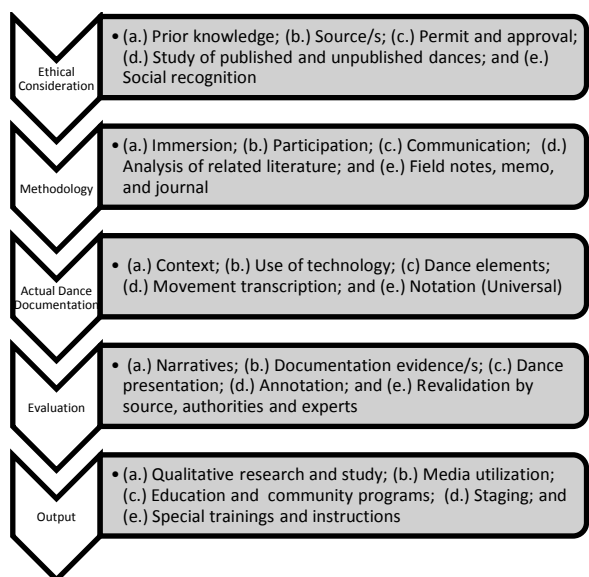 Ethical
Consideration
• (a.) Prior knowledge; (b.) Source/s; (c.) Permit and approval;
(d.) Study of published and unpublished dances; and (e.)
Social recognition
Methodology
• (a.) Immersion; (b.) Participation; (c.) Communication; (d.)
Analysis of related literature; and (e.) Field notes, memo,
and journal
Actual Dance
Documentation
• (a.) Context; (b.) Use of technology; (c) Dance elements;
(d.) Movement transcription; and (e.) Notation (Universal)
Evaluation
• (a.) Narratives; (b.) Documentation evidence/s; (c.) Dance
presentation; (d.) Annotation; and (e.) Revalidation by
source, authorities and experts
Output
• (a.) Qualitative research and study; (b.) Media utilization;
(c.) Education and community programs; (d.) Staging; and
(e.) Special trainings and instructions